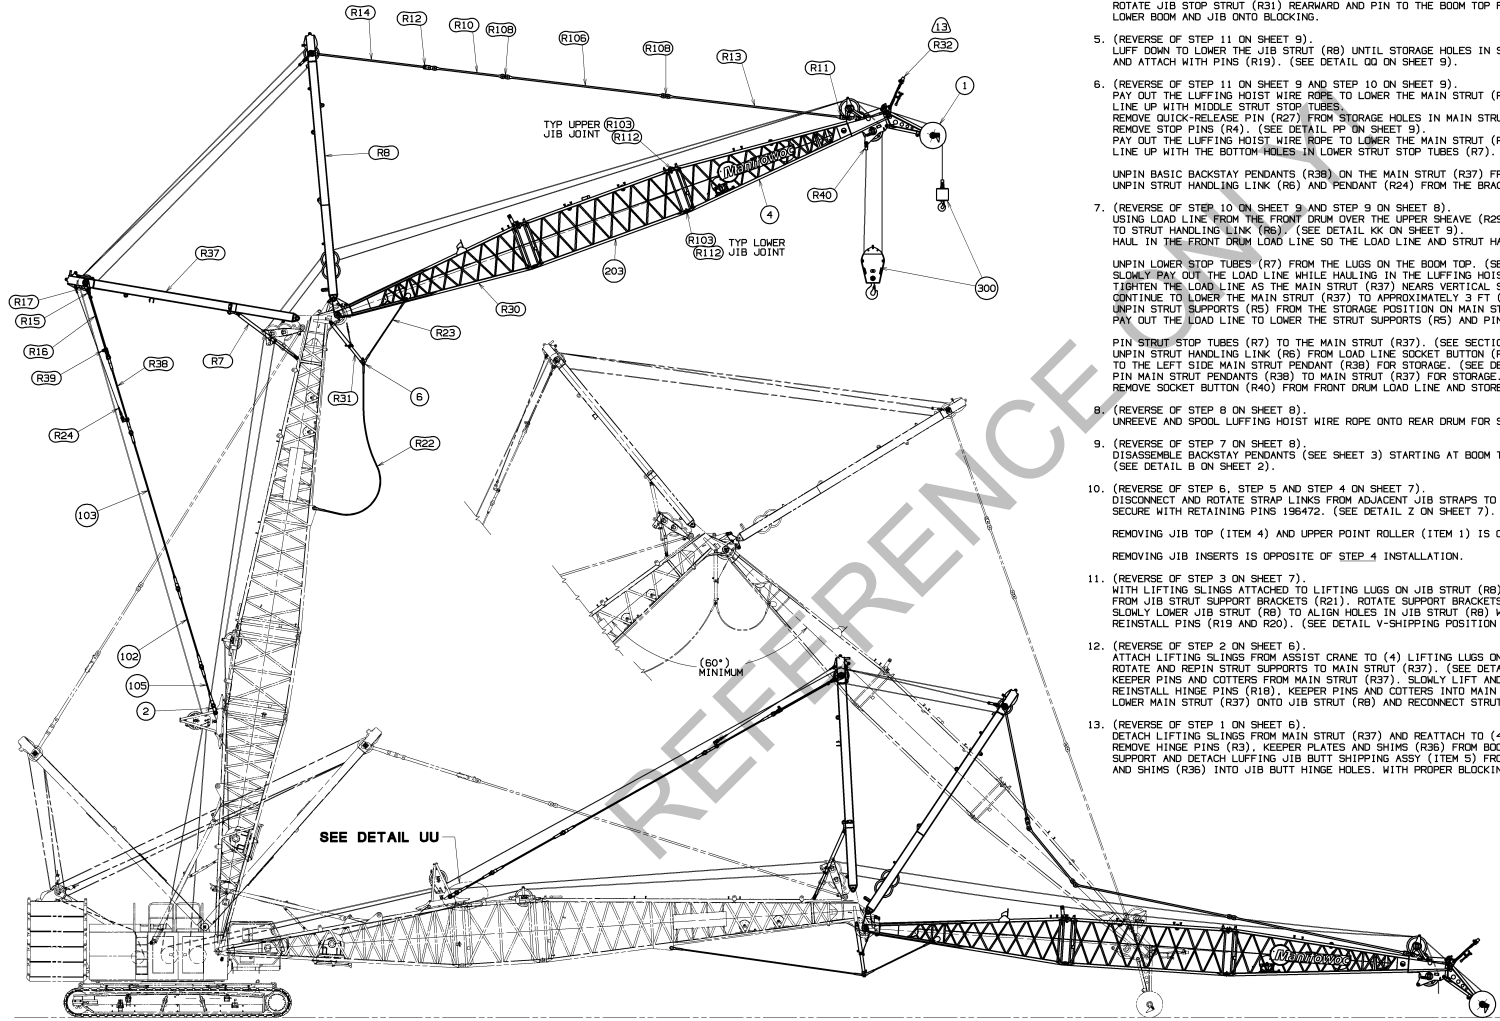 R14
R12
R10
R108
R106
R108
R13
R11
13
R32
1
TYP UPPER R103
JIB JOINT R112
R8
Manitowoc
R40
4
R103 TYP LOWER
R112 JIB JOINT
R37
203
300
R17
R15
R16
R39
R38
R7
R30
R23
R31
6
R24
R22
103
102
105
2
(60°)
MINIMUM
SEE DETAIL UU
Manitowoc
REFERENCE ONLY!
ROTATE JIB STOP STRUT (R31) REARWARD AND PIN TO THE BOOM TOP
LOWER BOOM AND JIB ONTO BLOCKING.
5. (REVERSE OF STEP 11 ON SHEET 9).
LUFF DOWN TO LOWER THE JIB STRUT (R8) UNTIL STORAGE HOLES IN
AND ATTACH WITH PINS (R19). (SEE DETAIL QQ ON SHEET 9).
6. (REVERSE OF STEP 11 ON SHEET 9 AND STEP 10 ON SHEET 9).
PAY OUT THE LUFFING HOIST WIRE ROPE TO LOWER THE MAIN STRUT
LINE UP WITH MIDDLE STRUT STOP TUBES.
REMOVE QUICK-RELEASE PIN (R27) FROM STORAGE HOLES IN MAIN
REMOVE STOP PINS (R4). (SEE DETAIL PP ON SHEET 9).
PAY OUT THE LUFFING HOIST WIRE ROPE TO LOWER THE MAIN STRUT
LINE UP WITH THE BOTTOM HOLES IN LOWER STRUT STOP TUBES (R7).
UNPIN BASIC BACKSTAY PENDANTS (R38) ON THE MAIN STRUT (R37)
UNPIN STRUT HANDLING LINK (R6) AND PENDANT (R24) FROM THE
7. (REVERSE OF STEP 10 ON SHEET 9 AND STEP 9 ON SHEET 8).
USING LOAD LINE FROM THE FRONT DRUM OVER THE UPPER SHEAVE (R29
TO STRUT HANDLING LINK (R6). (SEE DETAIL KK ON SHEET 9).
HAUL IN THE FRONT DRUM LOAD LINE SO THE LOAD LINE AND STRUT
UNPIN LOWER STOP TUBES (R7) FROM THE LUGS ON THE BOOM TOP.
SLOWLY PAY OUT THE LOAD LINE WHILE HAULING IN THE LUFFING
TIGHTEN THE LOAD LINE AS THE MAIN STRUT (R37) NEARS VERTICAL
CONTINUE TO LOWER THE MAIN STRUT (R37) TO APPROXIMATELY 3 FT
UNPIN STRUT SUPPORTS (R5) FROM THE STORAGE POSITION ON MAIN
PAY OUT THE LOAD LINE TO LOWER THE STRUT SUPPORTS (R5) AND
PIN STRUT STOP TUBES (R7) TO THE MAIN STRUT (R37). (SEE
UNPIN STRUT HANDLING LINK (R6) FROM LOAD LINE SOCKET BUTTON
TO THE LEFT SIDE MAIN STRUT PENDANT (R38) FOR STORAGE. (SEE
PIN MAIN STRUT PENDANTS (R38) TO MAIN STRUT (R37) FOR STORAGE.
REMOVE SOCKET BUTTON (R40) FROM FRONT DRUM LOAD LINE AND
8. (REVERSE OF STEP 8 ON SHEET 8).
UNREEVE AND SPOOL LUFFING HOIST WIRE ROPE ONTO REAR DRUM FOR
9. (REVERSE OF STEP 7 ON SHEET 8).
DISASSEMBLE BACKSTAY PENDANTS (SEE SHEET 3) STARTING AT BOOM
(SEE DETAIL B ON SHEET 2).
10. (REVERSE OF STEP 6, STEP 5 AND STEP 4 ON SHEET 7).
DISCONNECT AND ROTATE STRAP LINKS FROM ADJACENT JIB STRAPS TO
SECURE WITH RETAINING PINS 196472. (SEE DETAIL Z ON SHEET 7).
REMOVING JIB TOP (ITEM 4) AND UPPER POINT ROLLER (ITEM 1) IS
REMOVING JIB INSERTS IS OPPOSITE OF STEP 4 INSTALLATION.
11. (REVERSE OF STEP 3 ON SHEET 7).
WITH LIFTING SLINGS ATTACHED TO LIFTING LUGS ON JIB STRUT (R8)
FROM JIB STRUT SUPPORT BRACKETS (R21). ROTATE SUPPORT BRACKETS
SLOWLY LOWER JIB STRUT (R8) TO ALIGN HOLES IN JIB STRUT (R8)
REINSTALL PINS (R19 AND R20). (SEE DETAIL V-SHIPPING POSITION
12. (REVERSE OF STEP 2 ON SHEET 6).
ATTACH LIFTING SLINGS FROM ASSIST CRANE TO (4) LIFTING LUGS
ROTATE AND REPIN STRUT SUPPORTS TO MAIN STRUT (R37). (SEE
KEEPER PINS AND COTTERS FROM MAIN STRUT (R37). SLOWLY LIFT AND
REINSTALL HINGE PINS (R18), KEEPER PINS AND COTTERS INTO MAIN
LOWER MAIN STRUT (R37) ONTO JIB STRUT (R8) AND RECONNECT
13. (REVERSE OF STEP 1 ON SHEET 6).
DETACH LIFTING SLINGS FROM MAIN STRUT (R37) AND REATTACH TO (4
REMOVE HINGE PINS (R3), KEEPER PLATES AND SHIMS (R36) FROM
SUPPORT AND DETACH LUFFING JIB BUTT SHIPPING ASSY (ITEM 5)
AND SHIMS (R36) INTO JIB BUTT HINGE HOLES. WITH PROPER